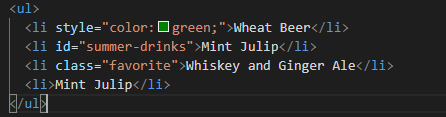 <ul>
<li style="color:green;">Wheat Beer</li>
<li id="summer-drinks">Mint Julip</li>
<li class="favorite">Whiskey and Ginger Ale</li>
<li>Mint Julip</li>
</ul>